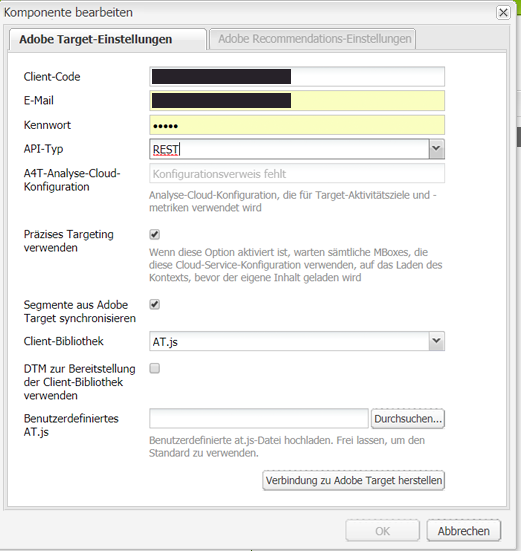 Komponente bearbeiten
Adobe Target-Einstellungen
Adobe Recommendations-Einstellungen
Client-Code
E-Mail
Kennwort
•••••
API-Typ
REST
A4T-Analyse-Cloud-
Konfiguration
Konfigurationsverweis fehlt
Analyse-Cloud-Konfiguration, die für Target-Aktivitätsziele und -
metriken verwendet wird
Präzises Targeting
verwenden
Wenn diese Option aktiviert ist, warten sämtliche MBoxes, die
diese Cloud-Service-Konfiguration verwenden, auf das Laden des
Kontexts, bevor der eigene Inhalt geladen wird
Segmente aus Adobe
Target synchronisieren
Client-Bibliothek
AT.js
DTM zur Bereitstellung
der Client-Bibliothek
verwenden
Benutzerdefiniertes
AT.js
Durchsuchen...
Benutzerdefinierte at.js-Datei hochladen. Frei lassen, um den
Standard zu verwenden.
Verbindung zu Adobe Target herstellen
OK
Abbrechen